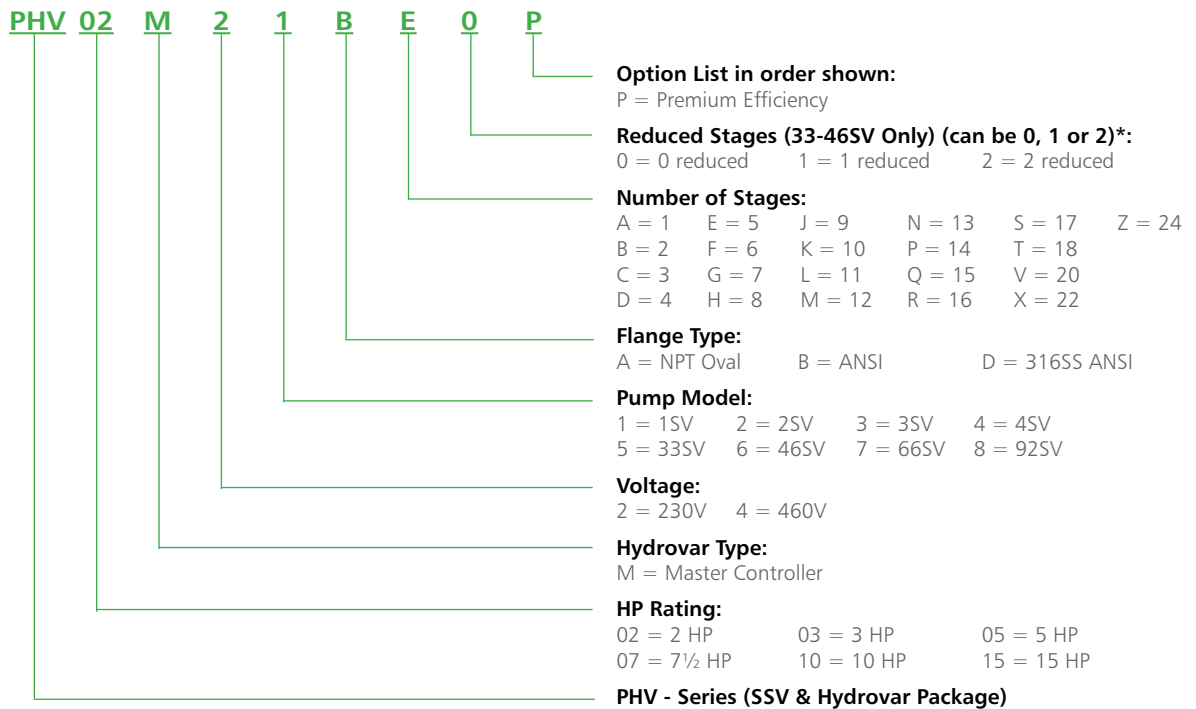 PHV 02 M 2 1 B E 0 P
Option List in order shown:
P = Premium Efficiency
Reduced Stages (33-46SV Only) (can be 0, 1 or 2)*:
0 = 0 reduced 1 = 1 reduced 2 = 2 reduced
Number of Stages:
A = 1 E = 5 J = 9 N = 13 S = 17 Z = 24
B = 2 F = 6 K = 10 P = 14 T = 18
C = 3 G = 7 L = 11 Q = 15 V = 20
D = 4 H = 8 M = 12 R = 16 X = 22
Flange Type:
A = NPT Oval B = ANSI D = 316SS ANSI
Pump Model:
1 = 1SV 2 = 2SV 3 = 3SV 4 = 4SV
5 = 33SV 6 = 46SV 7 = 66SV 8 = 92SV
Voltage:
2 = 230V 4 = 460V
Hydrovar Type:
M = Master Controller
HP Rating:
02 = 2 HP 03 = 3 HP 05 = 5 HP
07 = 7½ HP 10 = 10 HP 15 = 15 HP
PHV - Series (SSV & Hydrovar Package)